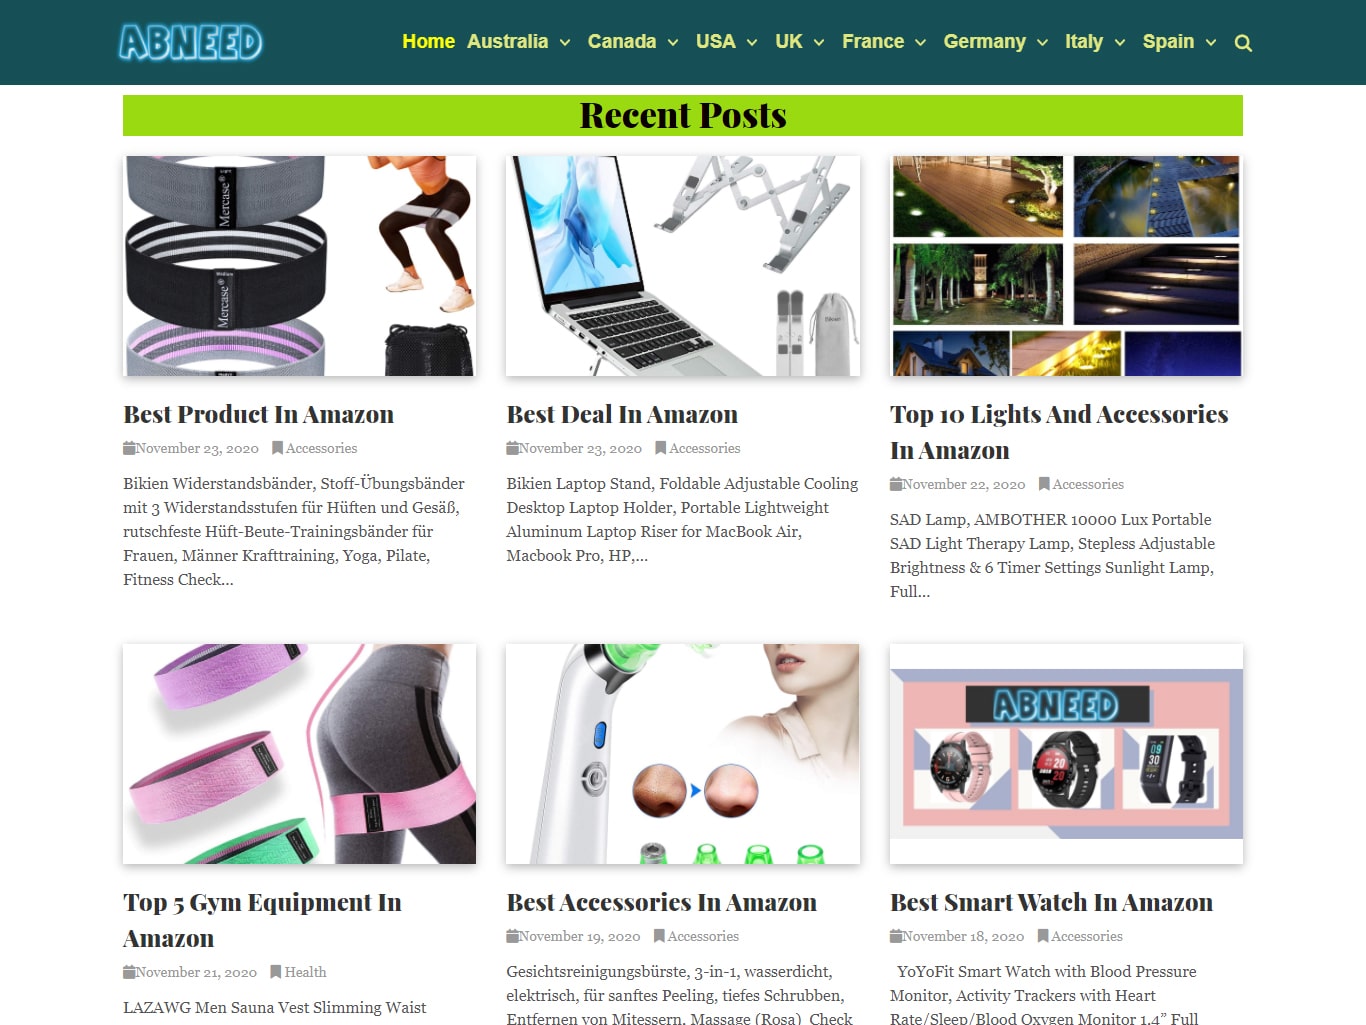 ABNEED
Home Australia Canada USA UK France Germany Italy Spain
Recent Posts
Light
Mercase®
Medium
Mercase®
Bikien
Best Product In Amazon
November 23, 2020 Accessories
Bikien Widerstandsbänder, Stoff-Übungsbänder
mit 3 Widerstandsstufen für Hüften und Gesäß,
rutschfeste Hüft-Beute-Trainingsbänder für
Frauen, Männer Krafttraining, Yoga, Pilate,
Fitness Check...
Best Deal In Amazon
November 23, 2020 Accessories
Bikien Laptop Stand, Foldable Adjustable Cooling
Desktop Laptop Holder, Portable Lightweight
Aluminum Laptop Riser for MacBook Air,
Macbook Pro, HP,...
Top 10 Lights And Accessories
In Amazon
November 22, 2020 Accessories
SAD Lamp, AMBOTHER 10000 Lux Portable
SAD Light Therapy Lamp, Stepless Adjustable
Brightness & 6 Timer Settings Sunlight Lamp,
Full...
ABNEED
Top 5 Gym Equipment In
Amazon
November 21, 2020 Health
LAZAWG Men Sauna Vest Slimming Waist
Best Accessories In Amazon
November 19, 2020 Accessories
Gesichtsreinigungsbürste, 3-in-1, wasserdicht,
elektrisch, für sanftes Peeling, tiefes Schrubben,
Entfernen von Mitessern, Massage (Rosa) Check
Best Smart Watch In Amazon
November 18, 2020 Accessories
YoYoFit Smart Watch with Blood Pressure
Monitor, Activity Trackers with Heart
Rate/Sleep/Blood Oxygen Monitor 1.4” Full